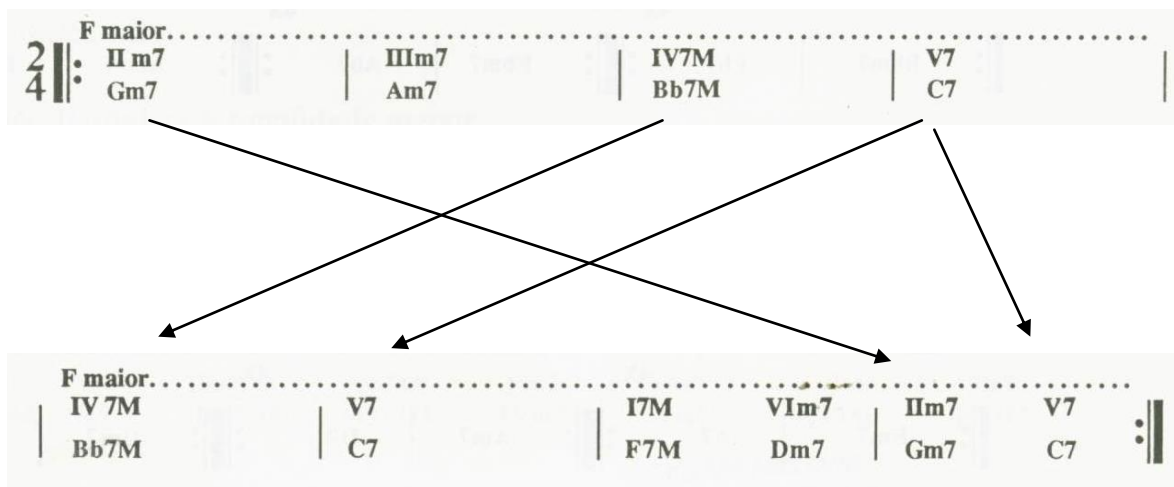 F maior
2 II m7 IIIm7 IV7M V7
4 Gm7 Am7 Bb7M C7
F maior
IV 7M V7 I7M VIm7 IIm7 V7
Bb7M C7 F7M Dm7 Gm7 C7